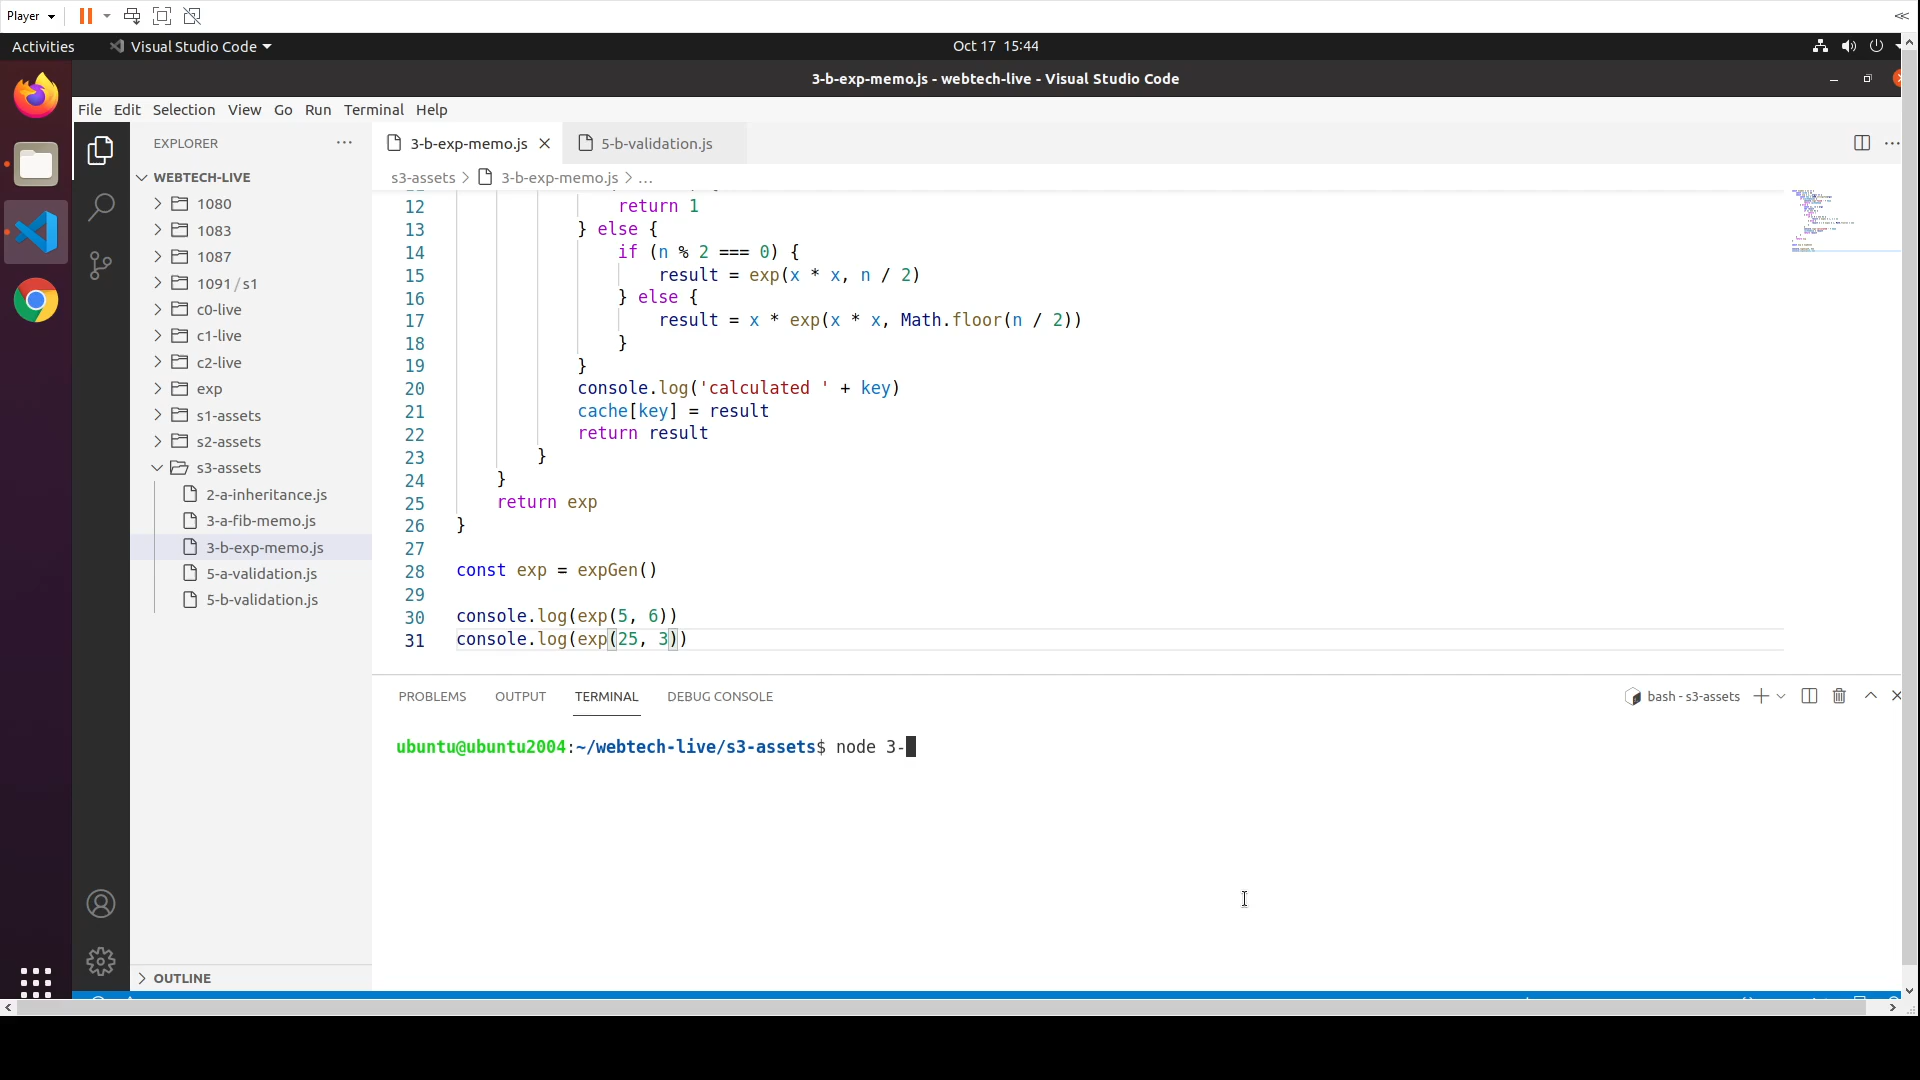 Player
Activities
Visual Studio Code
Oct 17 15:44
3-b-exp-memo.js - webtech-live - Visual Studio Code
File Edit Selection View Go Run Terminal Help
EXPLORER
WEBTECH-LIVE
1080
1083
1087
1091/s1
c0-live
c1-live
c2-live
exp
s1-assets
s2-assets
s3-assets
2-a-inheritance.js
3-a-fib-memo.js
3-b-exp-memo.js
5-a-validation.js
5-b-validation.js
OUTLINE
3-b-exp-memo.js
5-b-validation.js
s3-assets > 3-b-exp-memo.js > ...
12 return 1
13 } else {
14 if (n % 2 === 0) {
15 result = exp(x * x, n / 2)
16 } else {
17 result = x * exp(x * x, Math.floor(n / 2))
18 }
19 }
20 console.log('calculated ' + key)
21 cache[key] = result
22 return result
23 }
24 }
25 return exp
26 }
27
28 const exp = expGen()
29
30 console.log(exp(5, 6))
31 console.log(exp(25, 3))
PROBLEMS OUTPUT TERMINAL DEBUG CONSOLE
bash - s3-assets
ubuntu@ubuntu2004:~/webtech-live/s3-assets$ node 3-